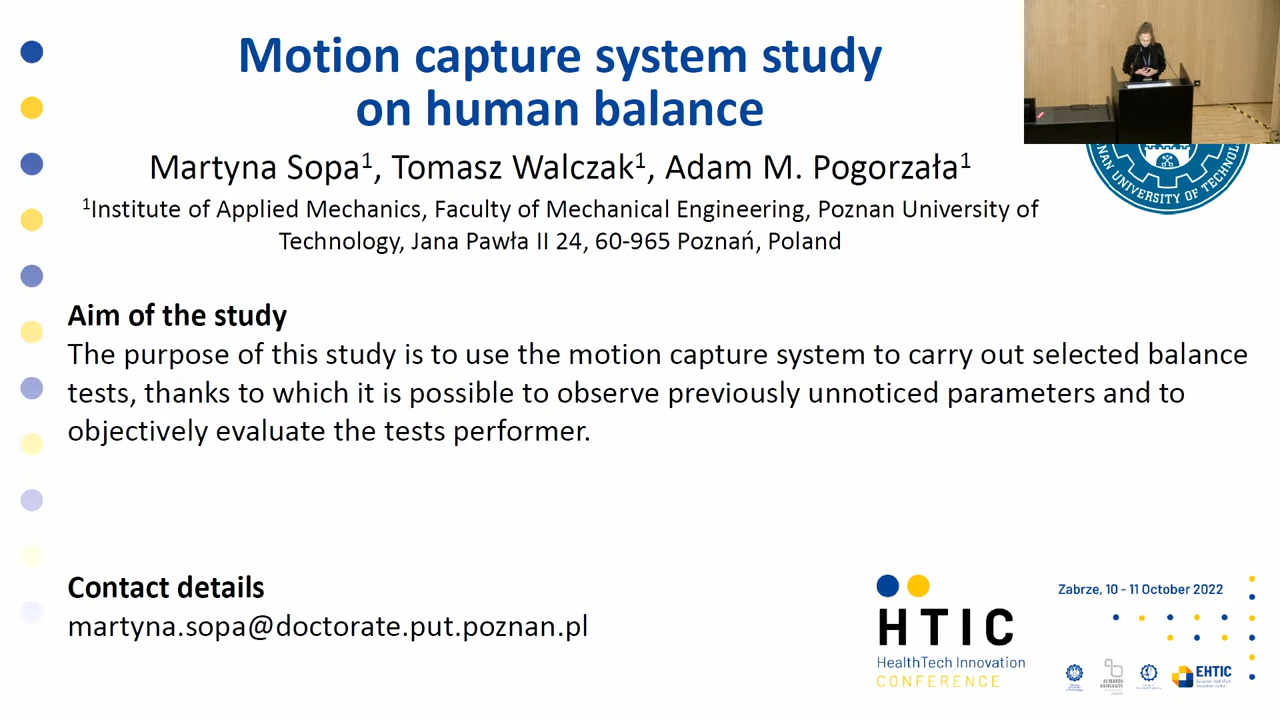 Motion capture system study
on human balance
Martyna Sopa¹, Tomasz Walczak¹, Adam M. Pogorzała¹
¹Institute of Applied Mechanics, Faculty of Mechanical Engineering, Poznan University of
Technology, Jana Pawła II 24, 60-965 Poznań, Poland
NAN UNIVERSITY OF TECHNOLO
Aim of the study
The purpose of this study is to use the motion capture system to carry out selected balance
tests, thanks to which it is possible to observe previously unnoticed parameters and to
objectively evaluate the tests performer.
Contact details
martyna.sopa@doctorate.put.poznan.pl
HTIC
HealthTech Innovation
CONFERENCE
Zabrze, 10 - 11 October 2022
EHTIC